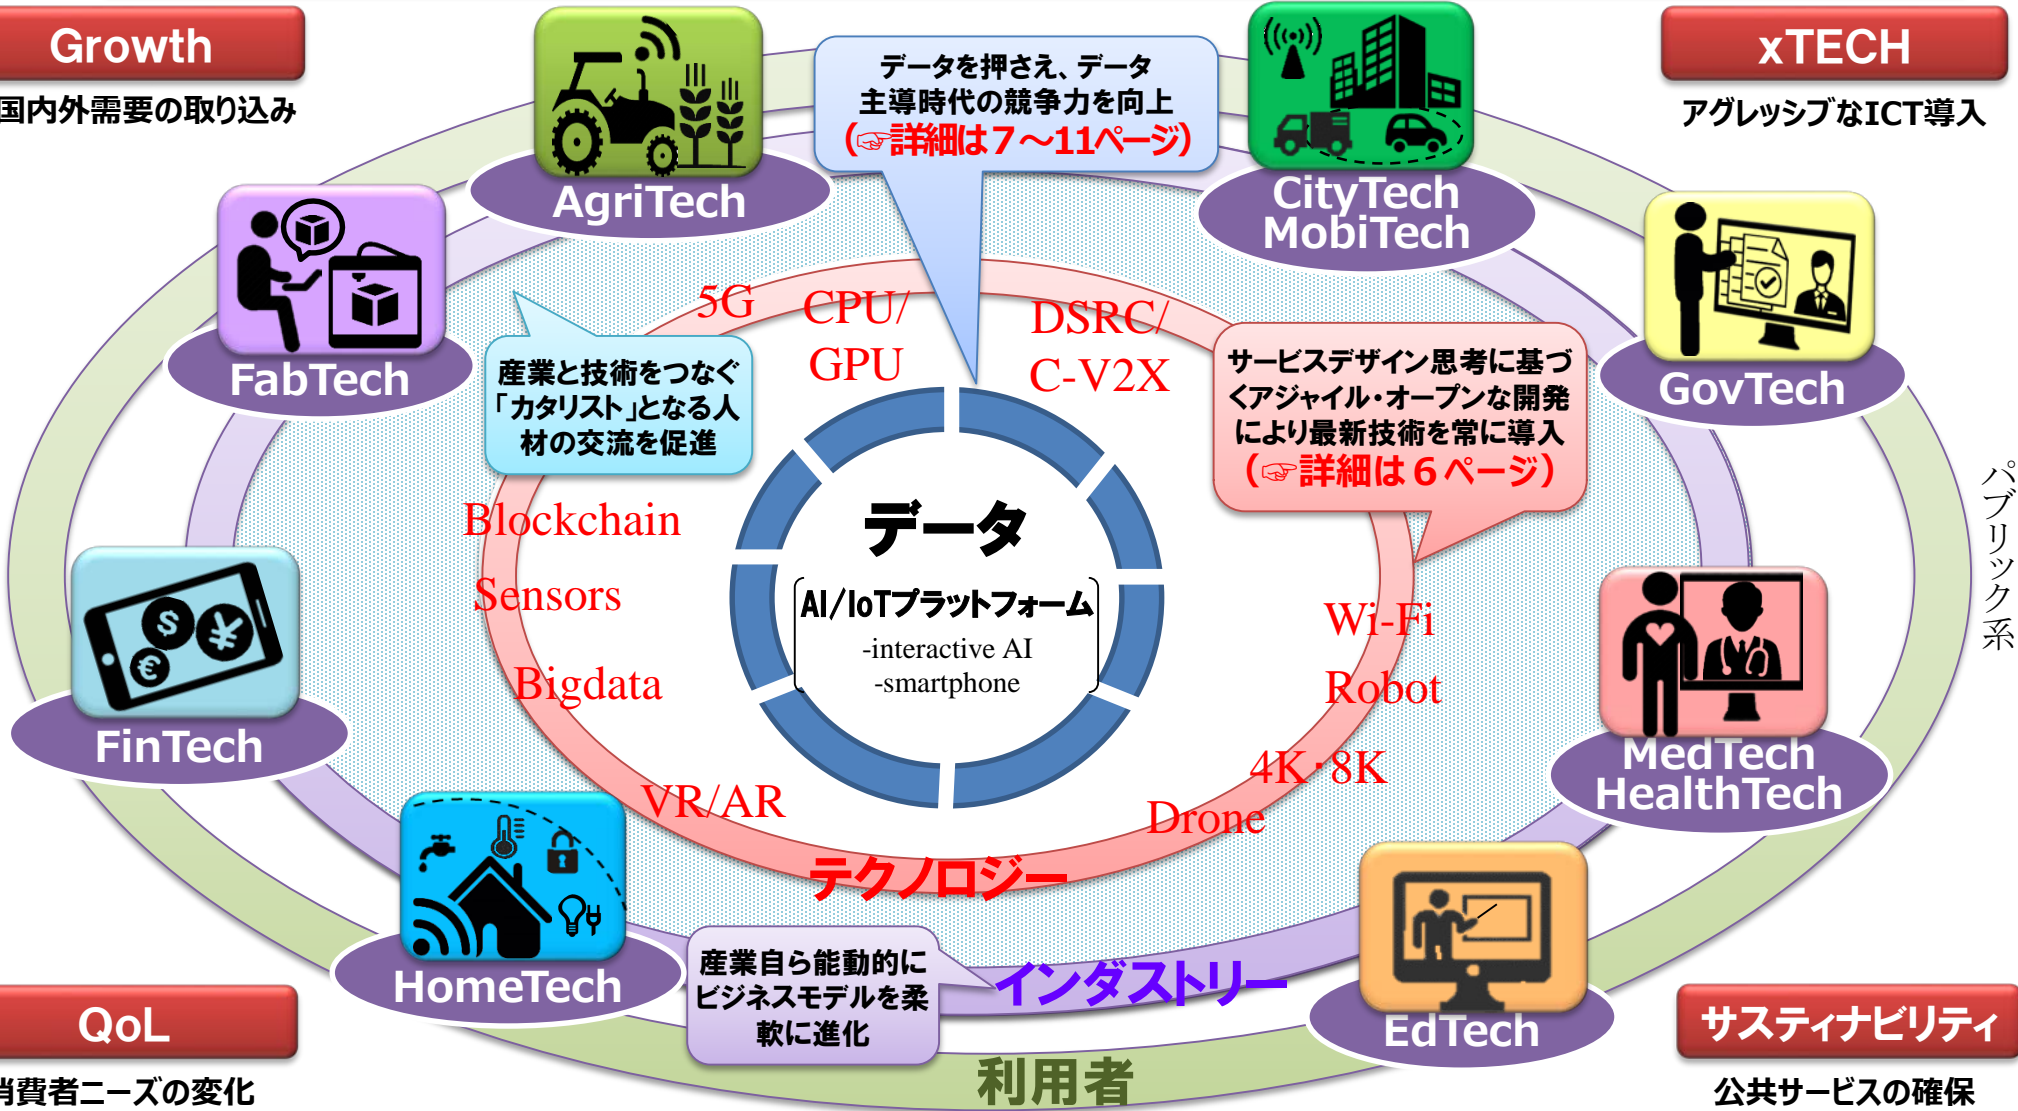 Growth
国内外需要の取り込み
xTECH
アグレッシブなICT導入
データを押さえ、データ
主導時代の競争力を向上
（☞詳細は７～11ページ）
AgriTech
CityTech
MobiTech
FabTech
GovTech
5G
CPU/
GPU
DSRC/
C-V2X
産業と技術をつなぐ
「カタリスト」となる人
材の交流を促進
サービスデザイン思考に基づ
くアジャイル・オープンな開発
により最新技術を常に導入
（☞詳細は６ページ）
パブリック系
Blockchain
Sensors
Bigdata
VR/AR
データ
AI/IoTプラットフォーム
-interactive AI
-smartphone
Wi-Fi
Robot
4K・8K
Drone
テクノロジー
FinTech
MedTech
HealthTech
HomeTech
産業自ら能動的に
ビジネスモデルを柔
軟に進化
インダストリー
EdTech
利用者
QoL
消費者ニーズの変化
サスティナビリティ
公共サービスの確保
$
¥
€